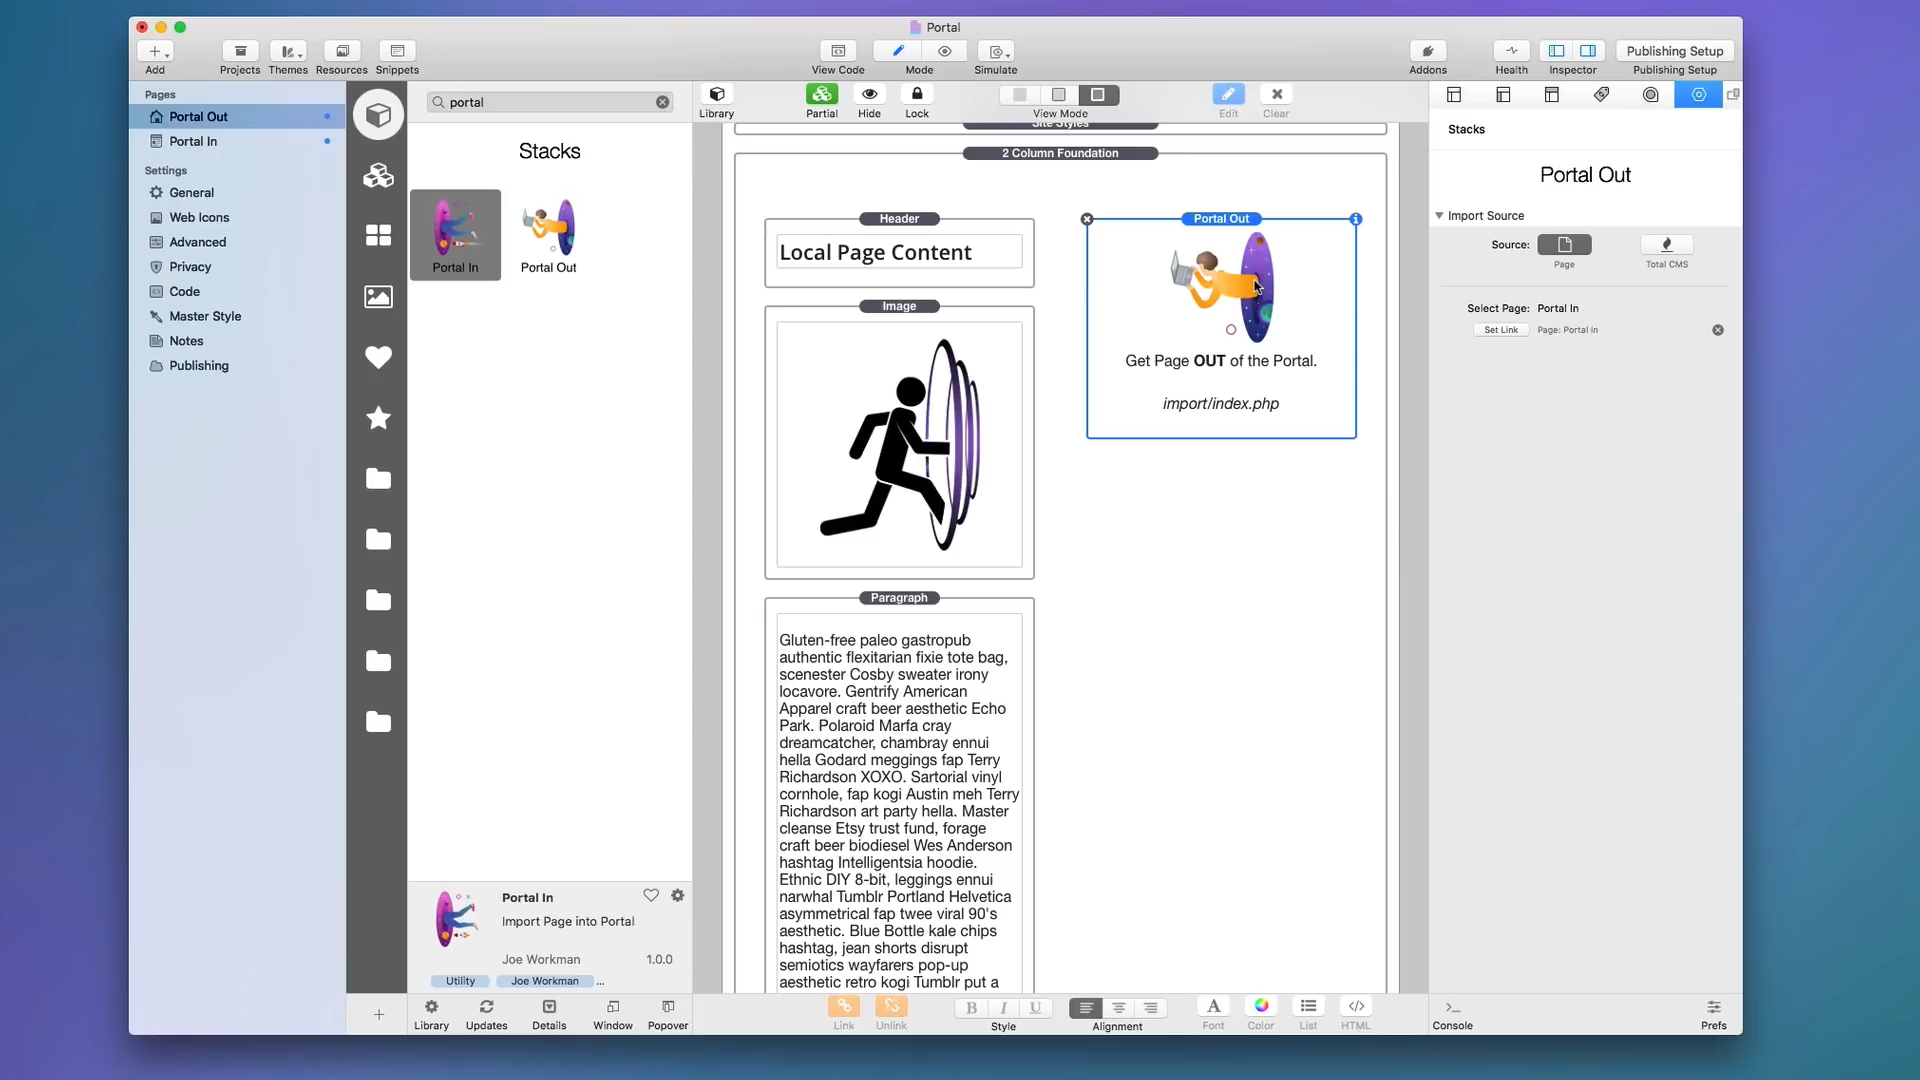 Portal
Add
Projects
Themes
Resources
Snippets
View Code
Mode
Simulate
Addons
Health
Inspector
Publishing Setup
Publishing Setup
Pages
Portal Out
Portal In
Settings
General
Web Icons
Advanced
Privacy
Code
Master Style
Notes
Publishing
portal
Stacks
Portal In
Portal Out
Portal In
Import Page into Portal
Joe Workman
1.0.0
Utility
Joe Workman
...
Library
Updates
Details
Window
Popover
Library
Partial
Hide
Lock
View Mode
Edit
Clear
Site Styles
2 Column Foundation
Header
Local Page Content
Image
Paragraph
Gluten-free paleo gastropub
authentic flexitarian fixie tote bag,
scenester Cosby sweater irony
locavore. Gentrify American
Apparel craft beer aesthetic Echo
Park. Polaroid Marfa cray
dreamcatcher, chambray ennui
hella Godard meggings fap Terry
Richardson XOXO. Sartorial vinyl
cornhole, fap kogi Austin meh Terry
Richardson art party hella. Master
cleanse Etsy trust fund, forage
craft beer biodiesel Wes Anderson
hashtag Intelligentsia hoodie.
Ethnic DIY 8-bit, leggings ennui
narwhal Tumblr Portland Helvetica
asymmetrical fap twee viral 90's
aesthetic. Blue Bottle kale chips
hashtag, jean shorts disrupt
semiotics wayfarers pop-up
aesthetic retro kogi Tumblr put a
Portal Out
Get Page OUT of the Portal.
import/index.php
Link
Unlink
B I U
Style
Alignment
A
Font
Color
List
HTML
Stacks
Portal Out
Import Source
Source:
Page
Total CMS
Select Page: Portal In
Set Link Page: Portal In
Console
Prefs